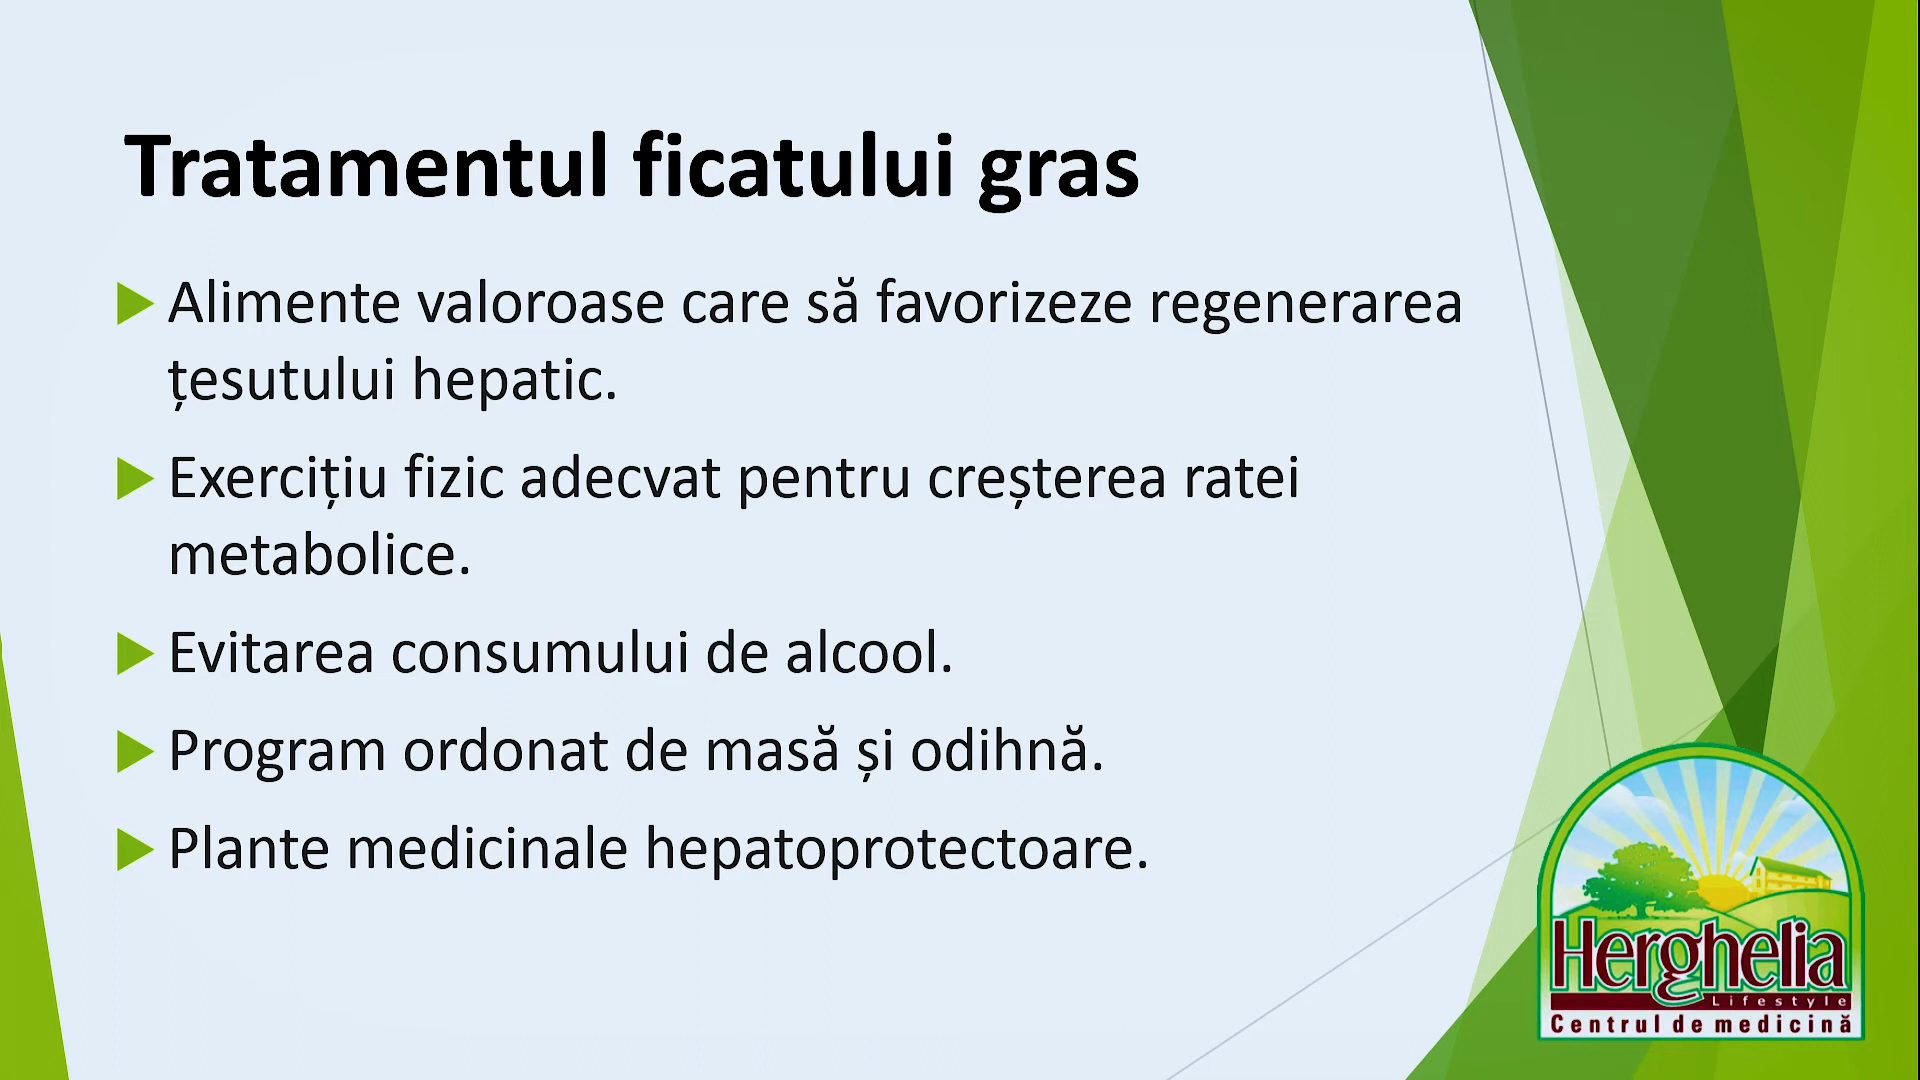 Tratamentul ficatului gras
Alimente valoroase care să favorizeze regenerarea
țesutului hepatic.
Exercițiu fizic adecvat pentru creșterea ratei
metabolice.
Evitarea consumului de alcool.
Program ordonat de masă și odihnă.
Plante medicinale hepatoprotectoare.
Herghelia
Lifestyle
Centrul de medicină